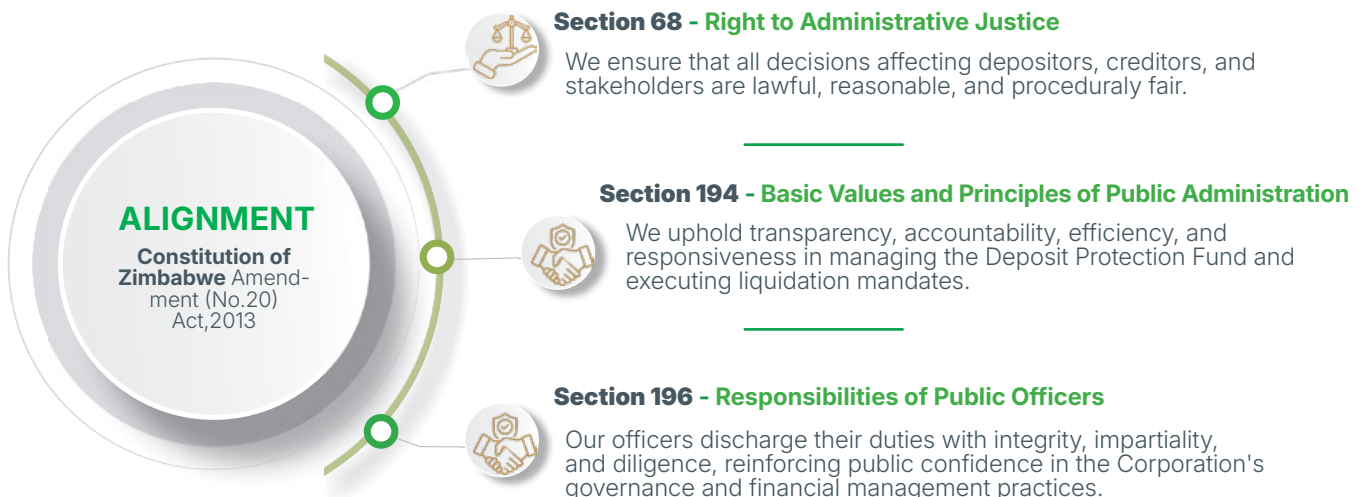 ALIGNMENT
Constitution of
Zimbabwe Amend-
ment (No.20)
Act,2013
Section 68 - Right to Administrative Justice
We ensure that all decisions affecting depositors, creditors, and
stakeholders are lawful, reasonable, and proceduraly fair.
Section 194 - Basic Values and Principles of Public Administration
We uphold transparency, accountability, efficiency, and
responsiveness in managing the Deposit Protection Fund and
executing liquidation mandates.
Section 196 - Responsibilities of Public Officers
Our officers discharge their duties with integrity, impartiality,
and diligence, reinforcing public confidence in the Corporation's
governance and financial management practices.